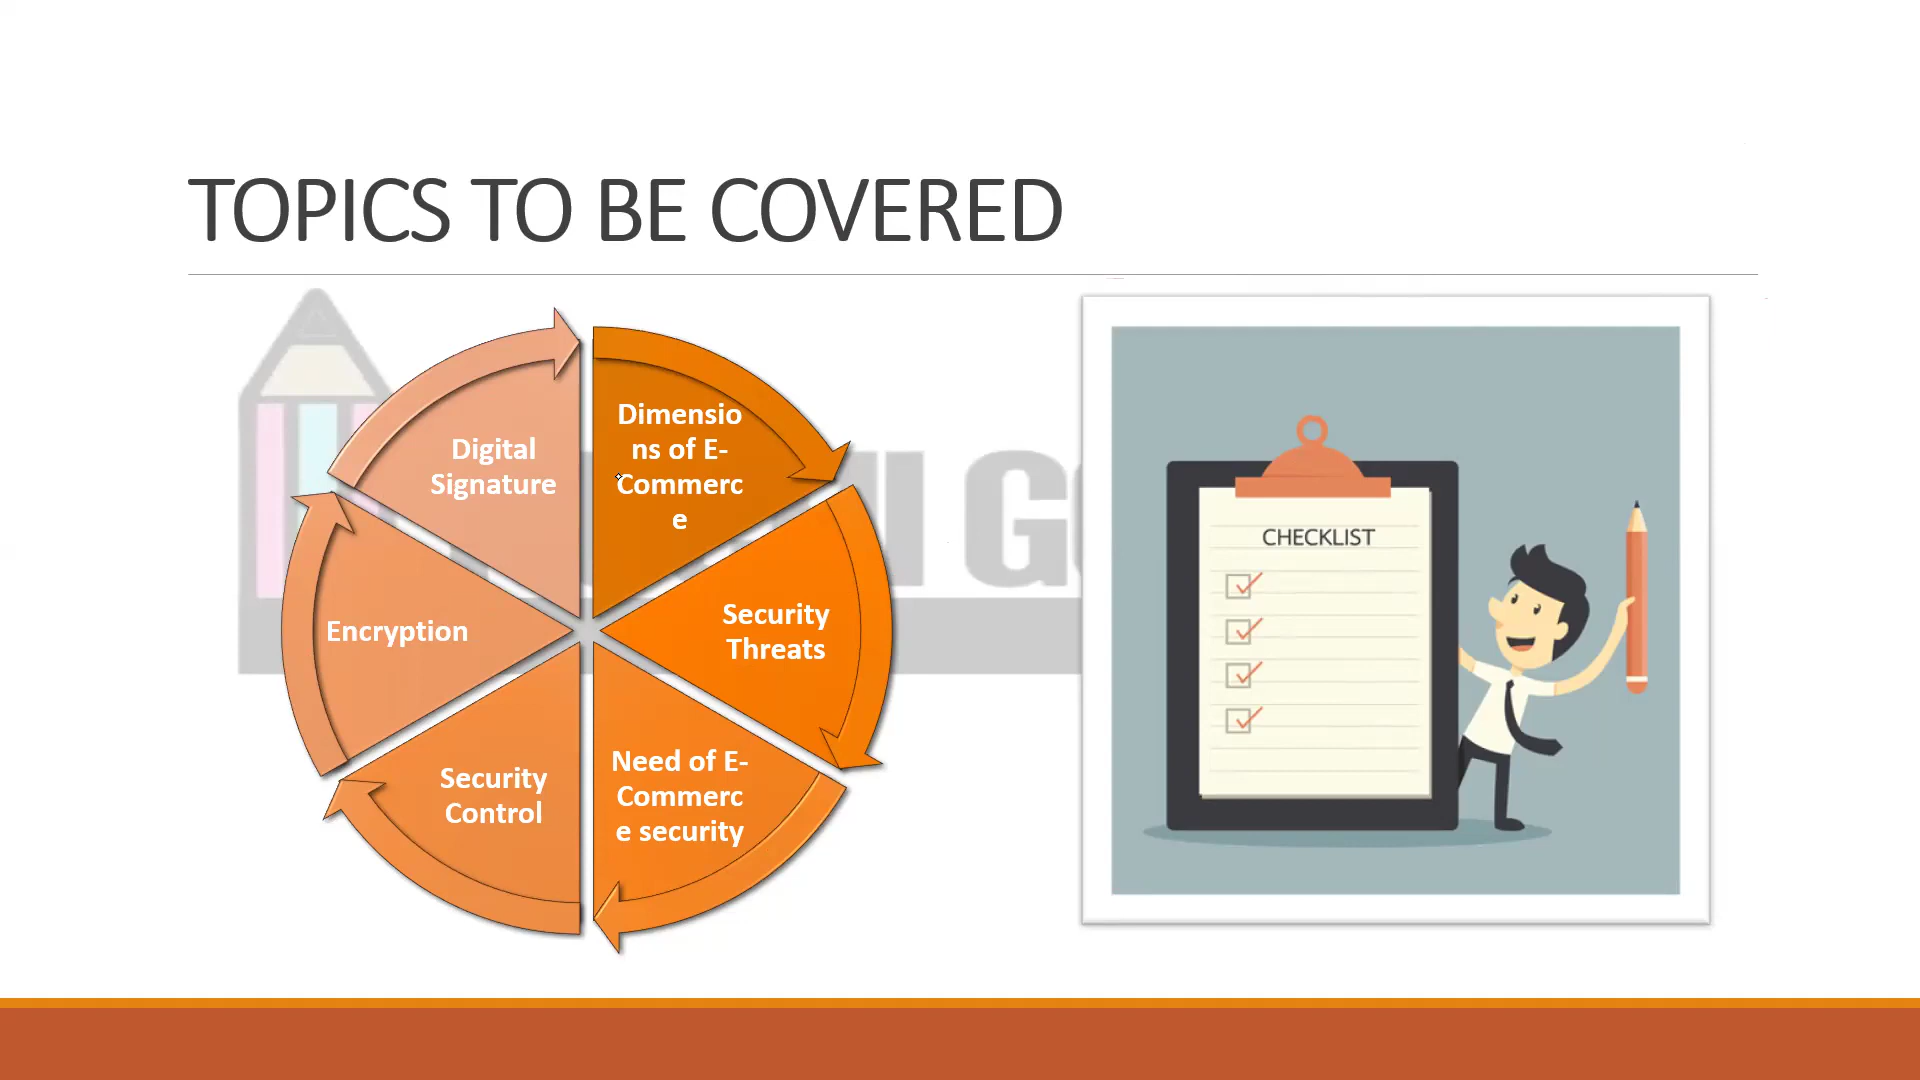 TOPICS TO BE COVERED
Dimensio
ns of E-
Commerc
e
Security
Threats
Need of E-
Commerc
e security
Security
Control
Encryption
Digital
Signature
CHECKLIST